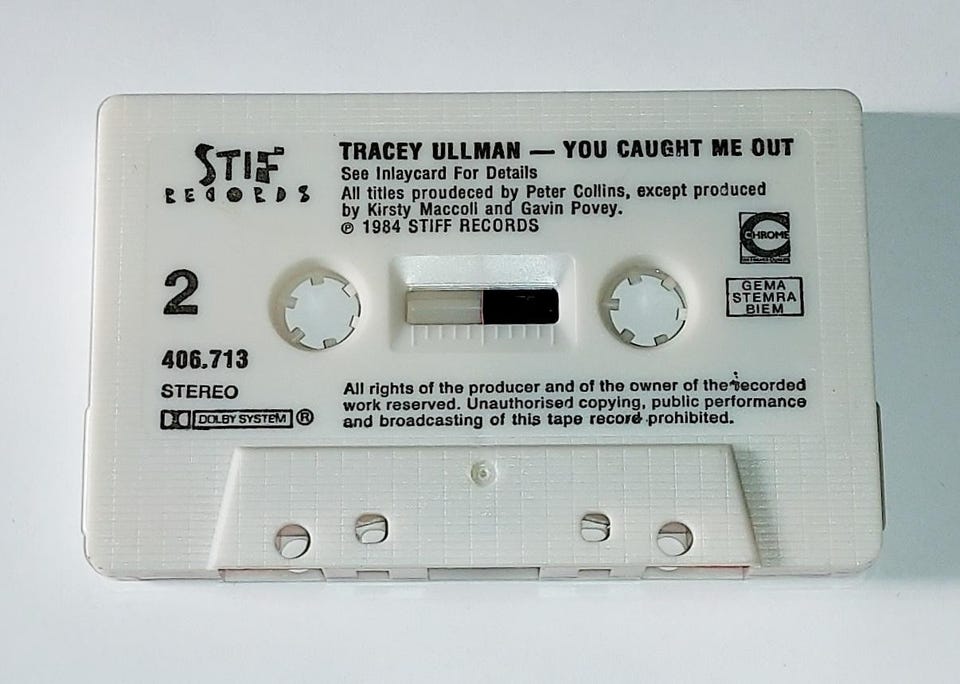 STIFF
RECORDS
TRACEY ULLMAN — YOU CAUGHT ME OUT
See Inlaycard For Details
All titles proudeced by Peter Collins, except produced
by Kirsty Maccoll and Gavin Povey.
℗ 1984 STIFF RECORDS
CHROME
GEMA
STEMRA
BIEM
2
406.713
STEREO
DOLBY SYSTEM ®
All rights of the producer and of the owner of the recorded
work reserved. Unauthorised copying, public performance
and broadcasting of this tape record prohibited.